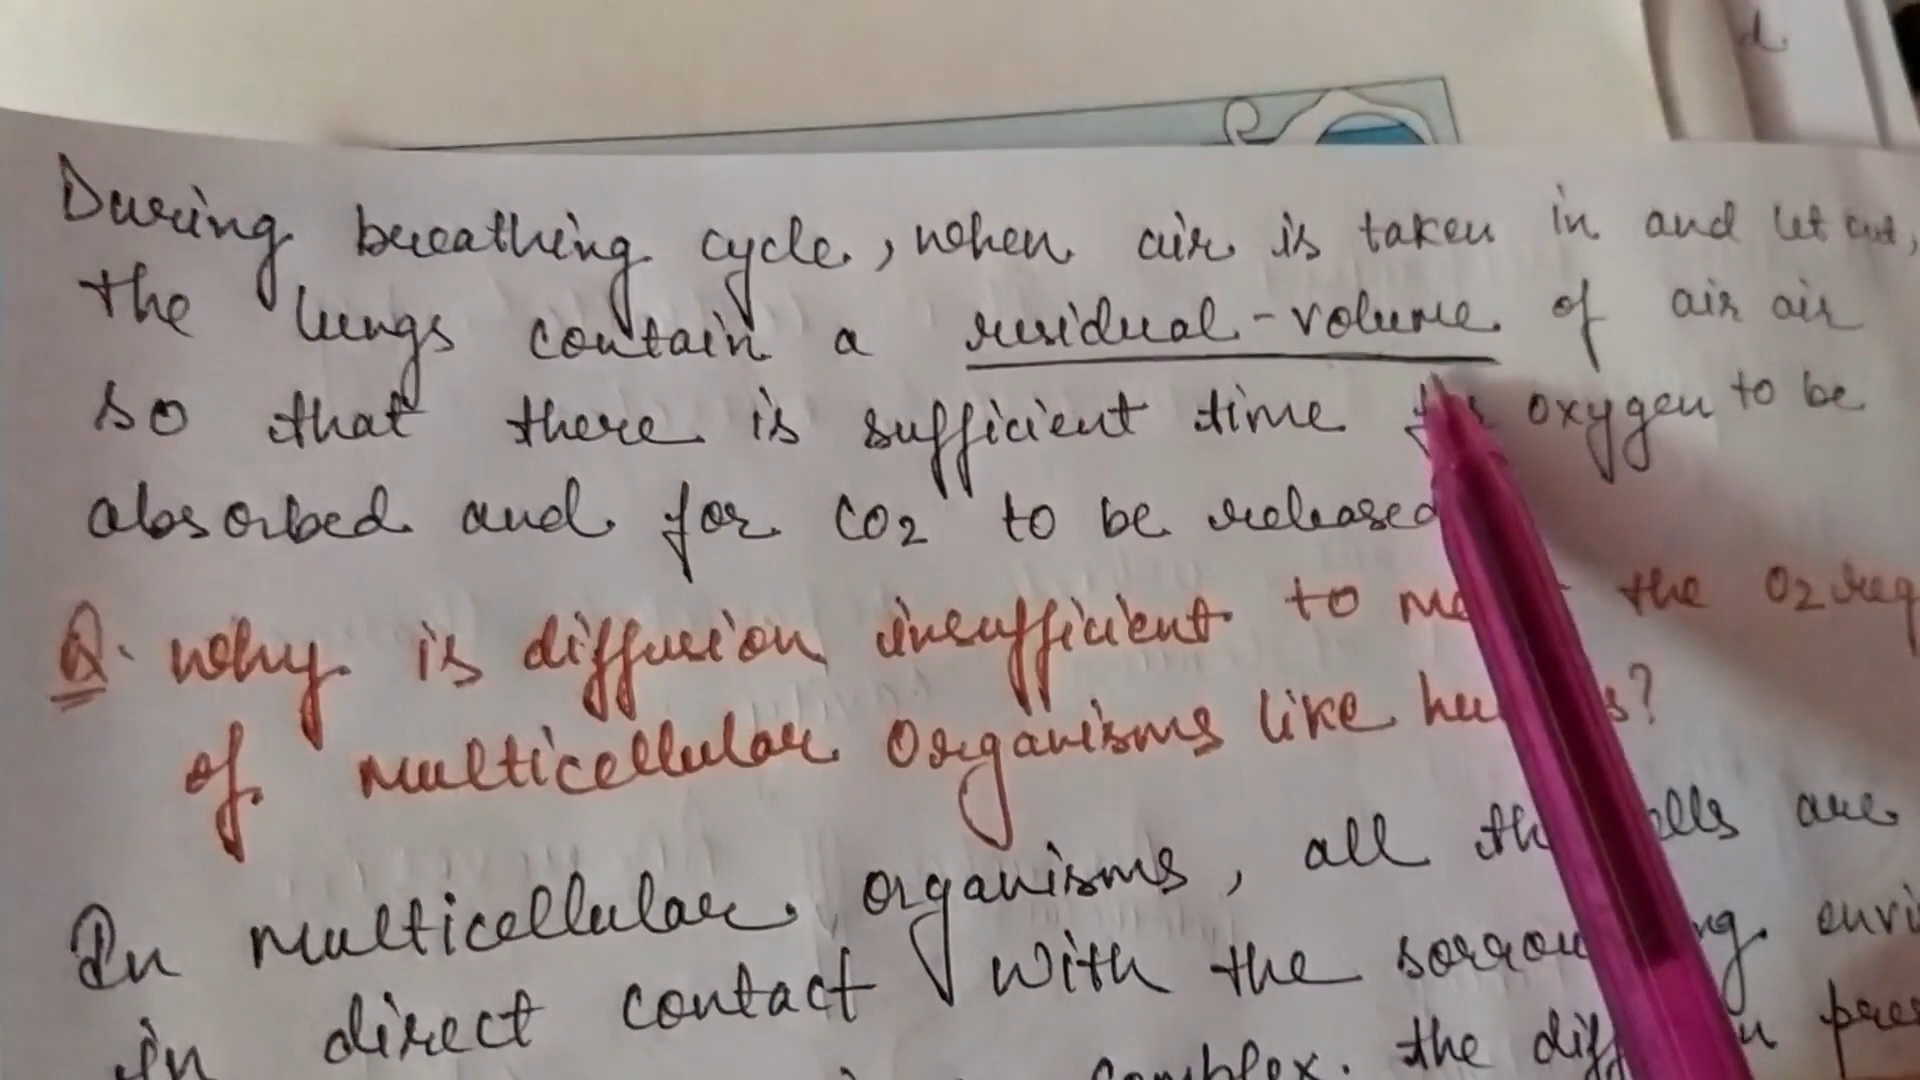 During breathing cycle, when air is taken in and let out,
the lungs contain a residual-volume of air air
so that there is sufficient time oxygen to be
absorbed and for CO2 to be released
Q. Why is diffusion insufficient to the O2 req
of multicellular organisms like ?
In multicellular organisms, all are
in direct contact with the
complex. the